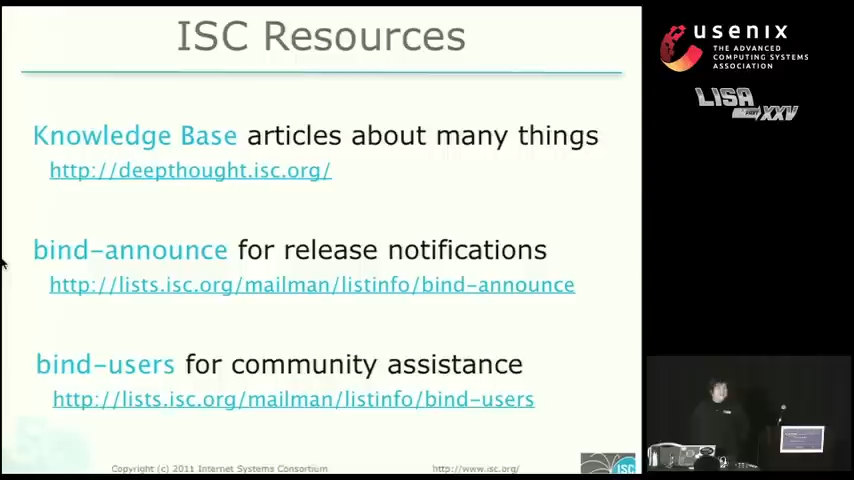 ISC Resources
Knowledge Base articles about many things
http://deepthought.isc.org/
bind-announce for release notifications
http://lists.isc.org/mailman/listinfo/bind-announce
bind-users for community assistance
http://lists.isc.org/mailman/listinfo/bind-users
Copyright (c) 2011 Internet Systems Consortium
http://www.isc.org/
ISC
usenix
THE ADVANCED
COMPUTING SYSTEMS
ASSOCIATION
LISA
XXV